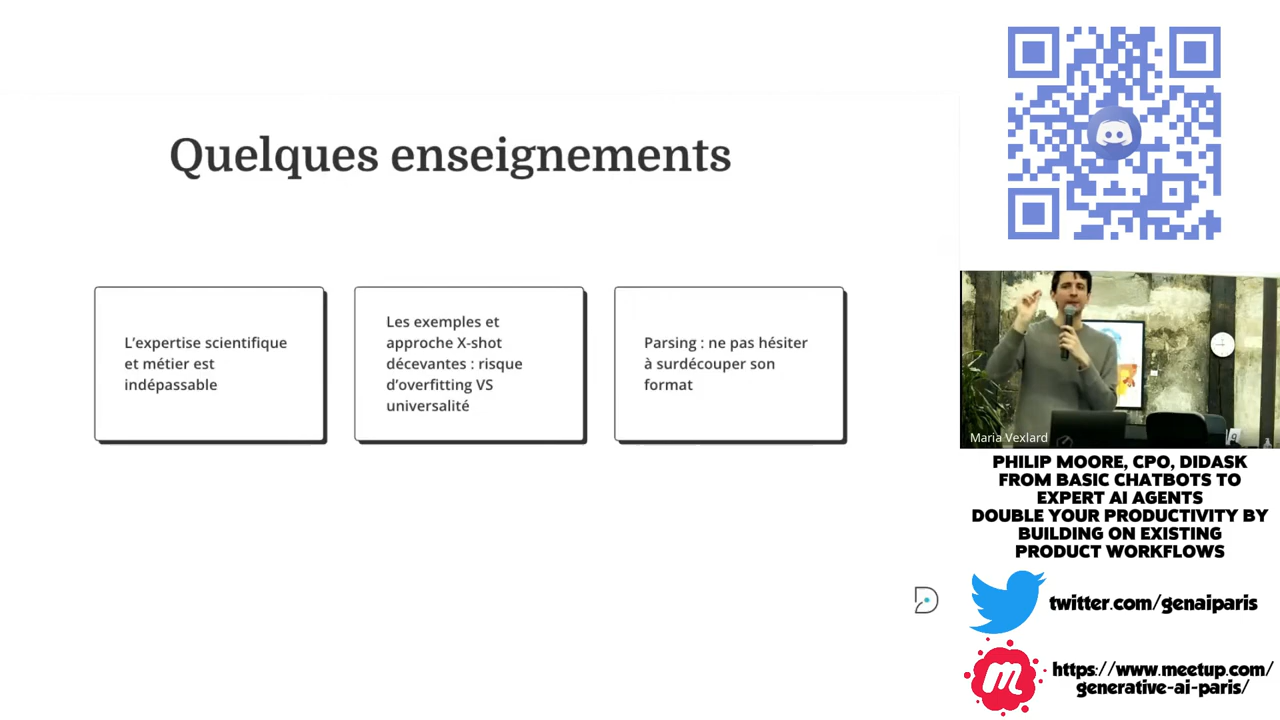 Quelques enseignements
L'expertise scientifique
et métier est
indépassable
Les exemples et
approche X-shot
décevantes : risque
d'overfitting VS
universalité
Parsing : ne pas hésiter
à surdécouper son
format
Maria Vexlard
PHILIP MOORE, CPO, DIDASK
FROM BASIC CHATBOTS TO
EXPERT AI AGENTS
DOUBLE YOUR PRODUCTIVITY BY
BUILDING ON EXISTING
PRODUCT WORKFLOWS
twitter.com/genaiparis
https://www.meetup.com/
generative-ai-paris/